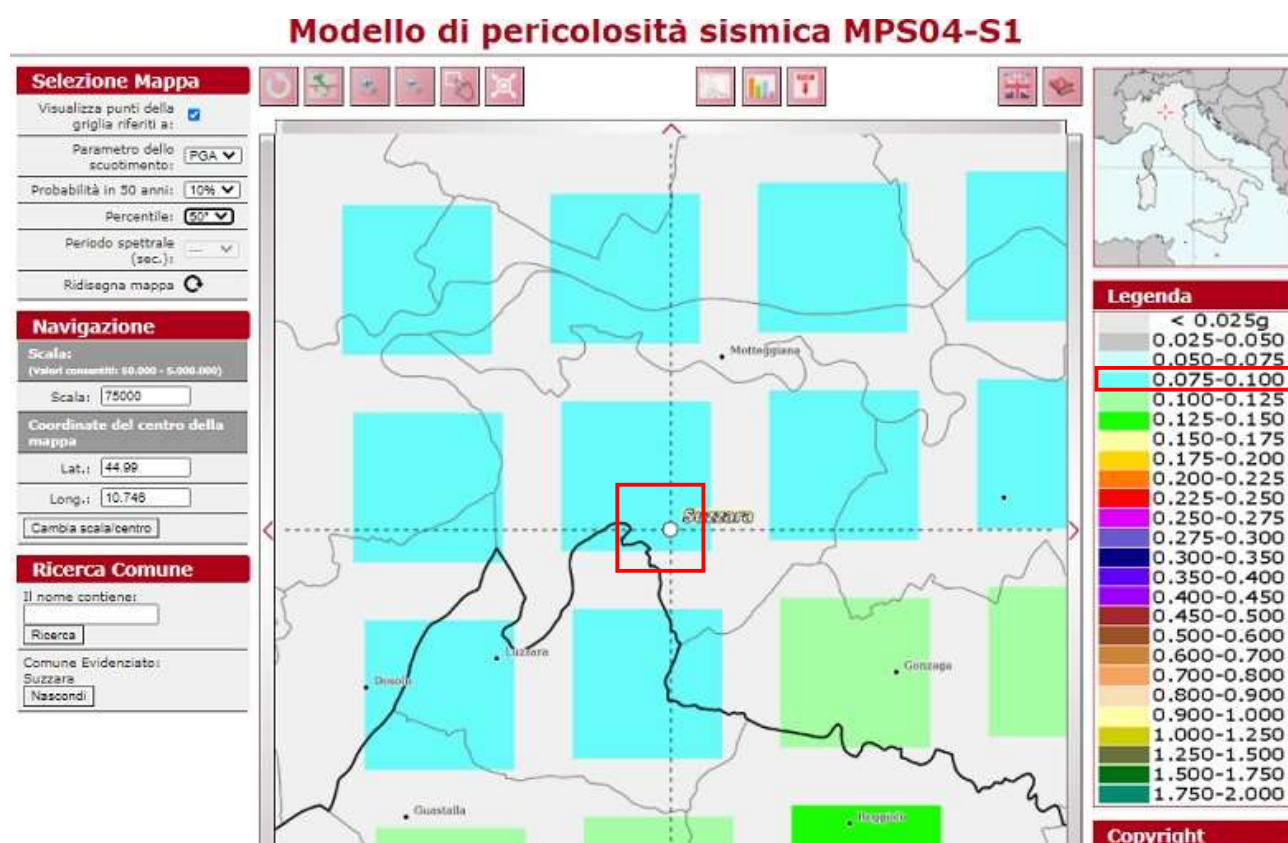 Modello di pericolosità sismica MPS04-S1
Selezione Mappa
Visualizza punti della
griglia riferiti a:
Parametro dello
scuotimento:
PGA
Probabilità in 50 anni:
10%
Percentile:
50°
Periodo spettrale
(sec.):
---
Ridisegna mappa
Navigazione
Scala:
(Valori consentiti: 50.000 - 5.000.000)
Scala:
75000
Coordinate del centro della
mappa
Lat.:
44.99
Long.:
10.746
Cambia scala/centro
Ricerca Comune
Il nome contiene:
Ricerca
Comune Evidenziato:
Suzzara
Nascondi
Motteggiana
Suzzara
Luzzara
Dosolo
Gonzaga
Guastalla
Reggiolo
Legenda
< 0.025g
0.025-0.050
0.050-0.075
0.075-0.100
0.100-0.125
0.125-0.150
0.150-0.175
0.175-0.200
0.200-0.225
0.225-0.250
0.250-0.275
0.275-0.300
0.300-0.350
0.350-0.400
0.400-0.450
0.450-0.500
0.500-0.600
0.600-0.700
0.700-0.800
0.800-0.900
0.900-1.000
1.000-1.250
1.250-1.500
1.500-1.750
1.750-2.000
Copyright